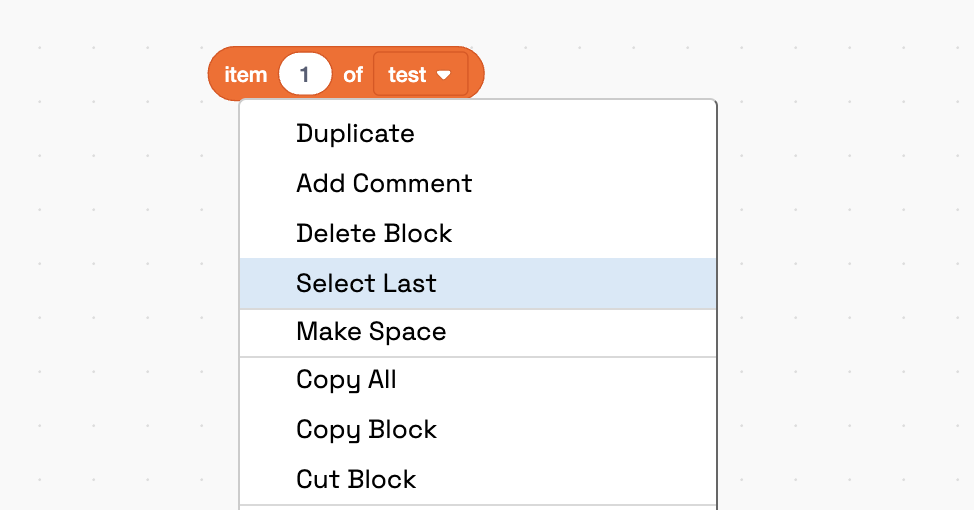 item 1 of test
Duplicate
Add Comment
Delete Block
Select Last
Make Space
Copy All
Copy Block
Cut Block